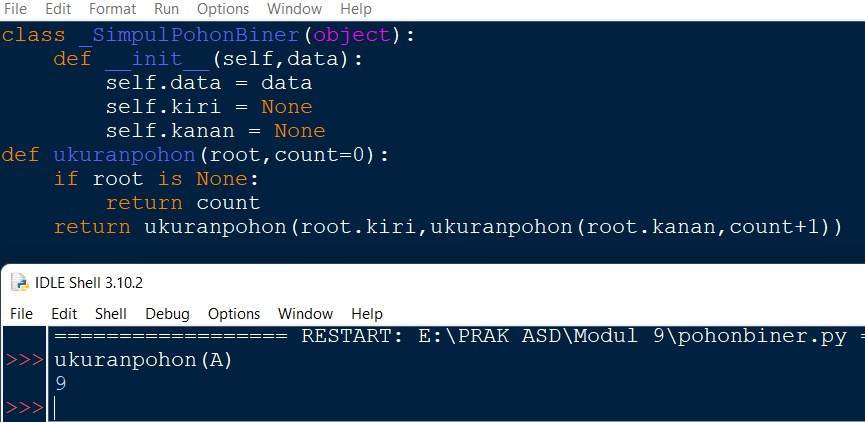 File Edit Format Run Options Window Help
class _SimpulPohonBiner(object):
    def __init__(self,data):
        self.data = data
        self.kiri = None
        self.kanan = None
def ukuranpohon(root,count=0):
    if root is None:
        return count
    return ukuranpohon(root.kiri,ukuranpohon(root.kanan,count+1))
IDLE Shell 3.10.2
File Edit Shell Debug Options Window Help
================== RESTART: E:\PRAK ASD\Modul 9\pohonbiner.py =
>>> ukuranpohon(A)
9
>>>